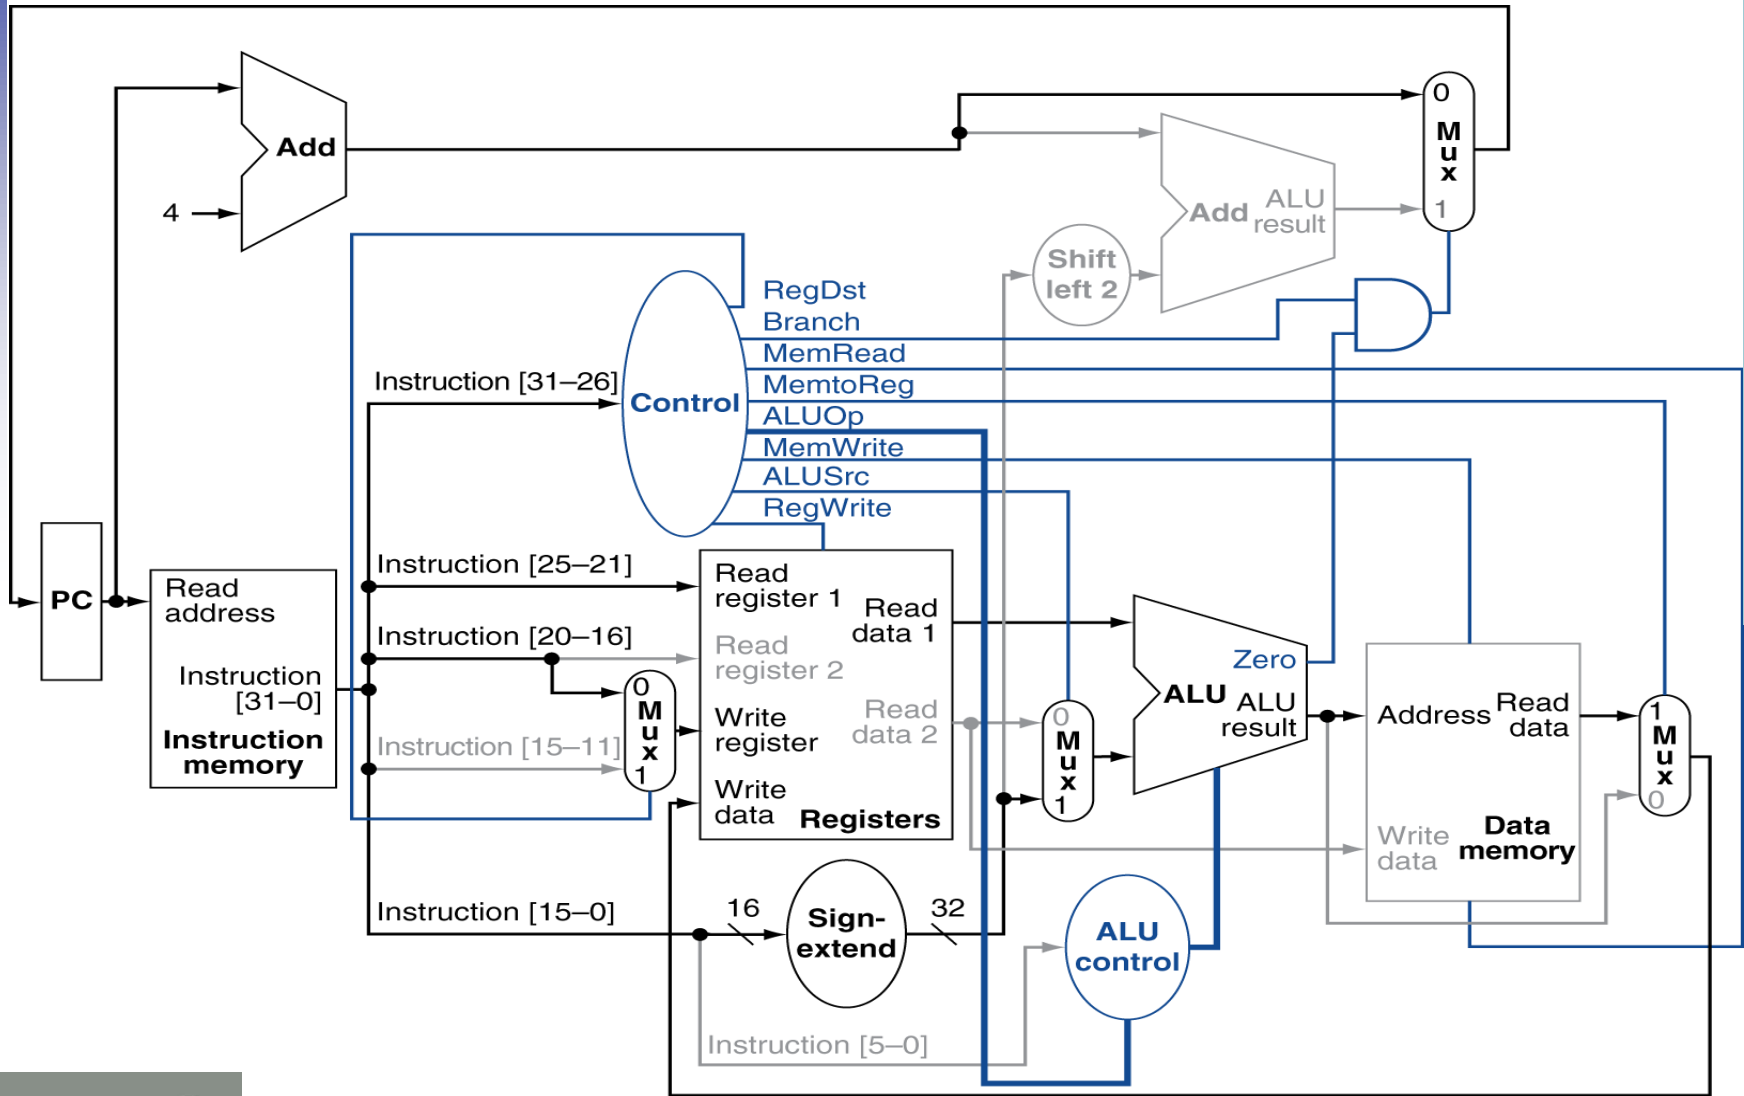 0
M
u
x
1
Add
4
Add
ALU
result
Shift
left 2
RegDst
Branch
MemRead
MemtoReg
ALUOp
MemWrite
ALUSrc
RegWrite
Control
Instruction [31–26]
Instruction [25–21]
Instruction [20–16]
Instruction [15–11]
Instruction [15–0]
Instruction [5–0]
PC
Read
address
Instruction
[31–0]
Instruction
memory
0
M
u
x
1
Read
register 1
Read
register 2
Write
register
Write
data
Read
data 1
Read
data 2
Registers
16
Sign-
extend
32
0
M
u
x
1
Zero
ALU
ALU
result
ALU
control
Address
Read
data
Write
data
Data
memory
1
M
u
x
0